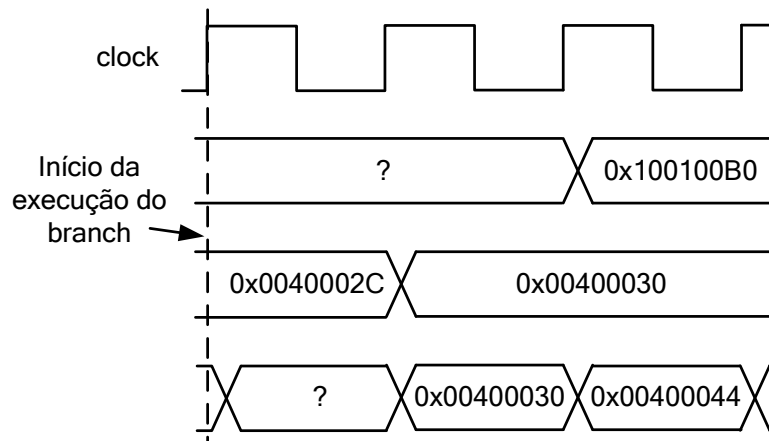 clock
? 0x100100B0
Início da
execução do
branch
0x0040002C 0x00400030
? 0x00400030 0x00400044